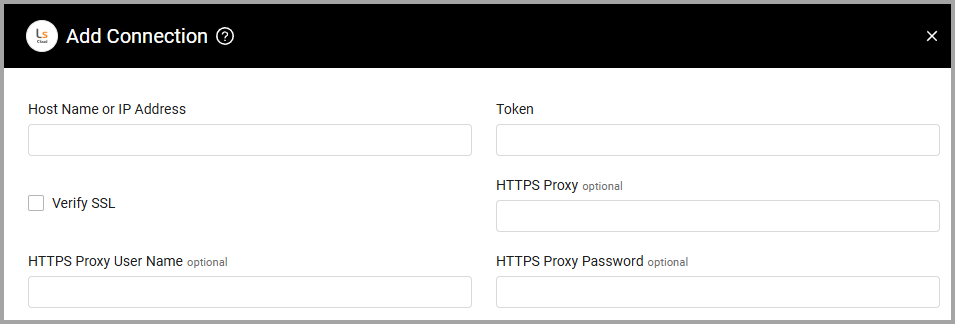 Ls
Cloud
Add Connection ?
Host Name or IP Address
Token
Verify SSL
HTTPS Proxy optional
HTTPS Proxy User Name optional
HTTPS Proxy Password optional